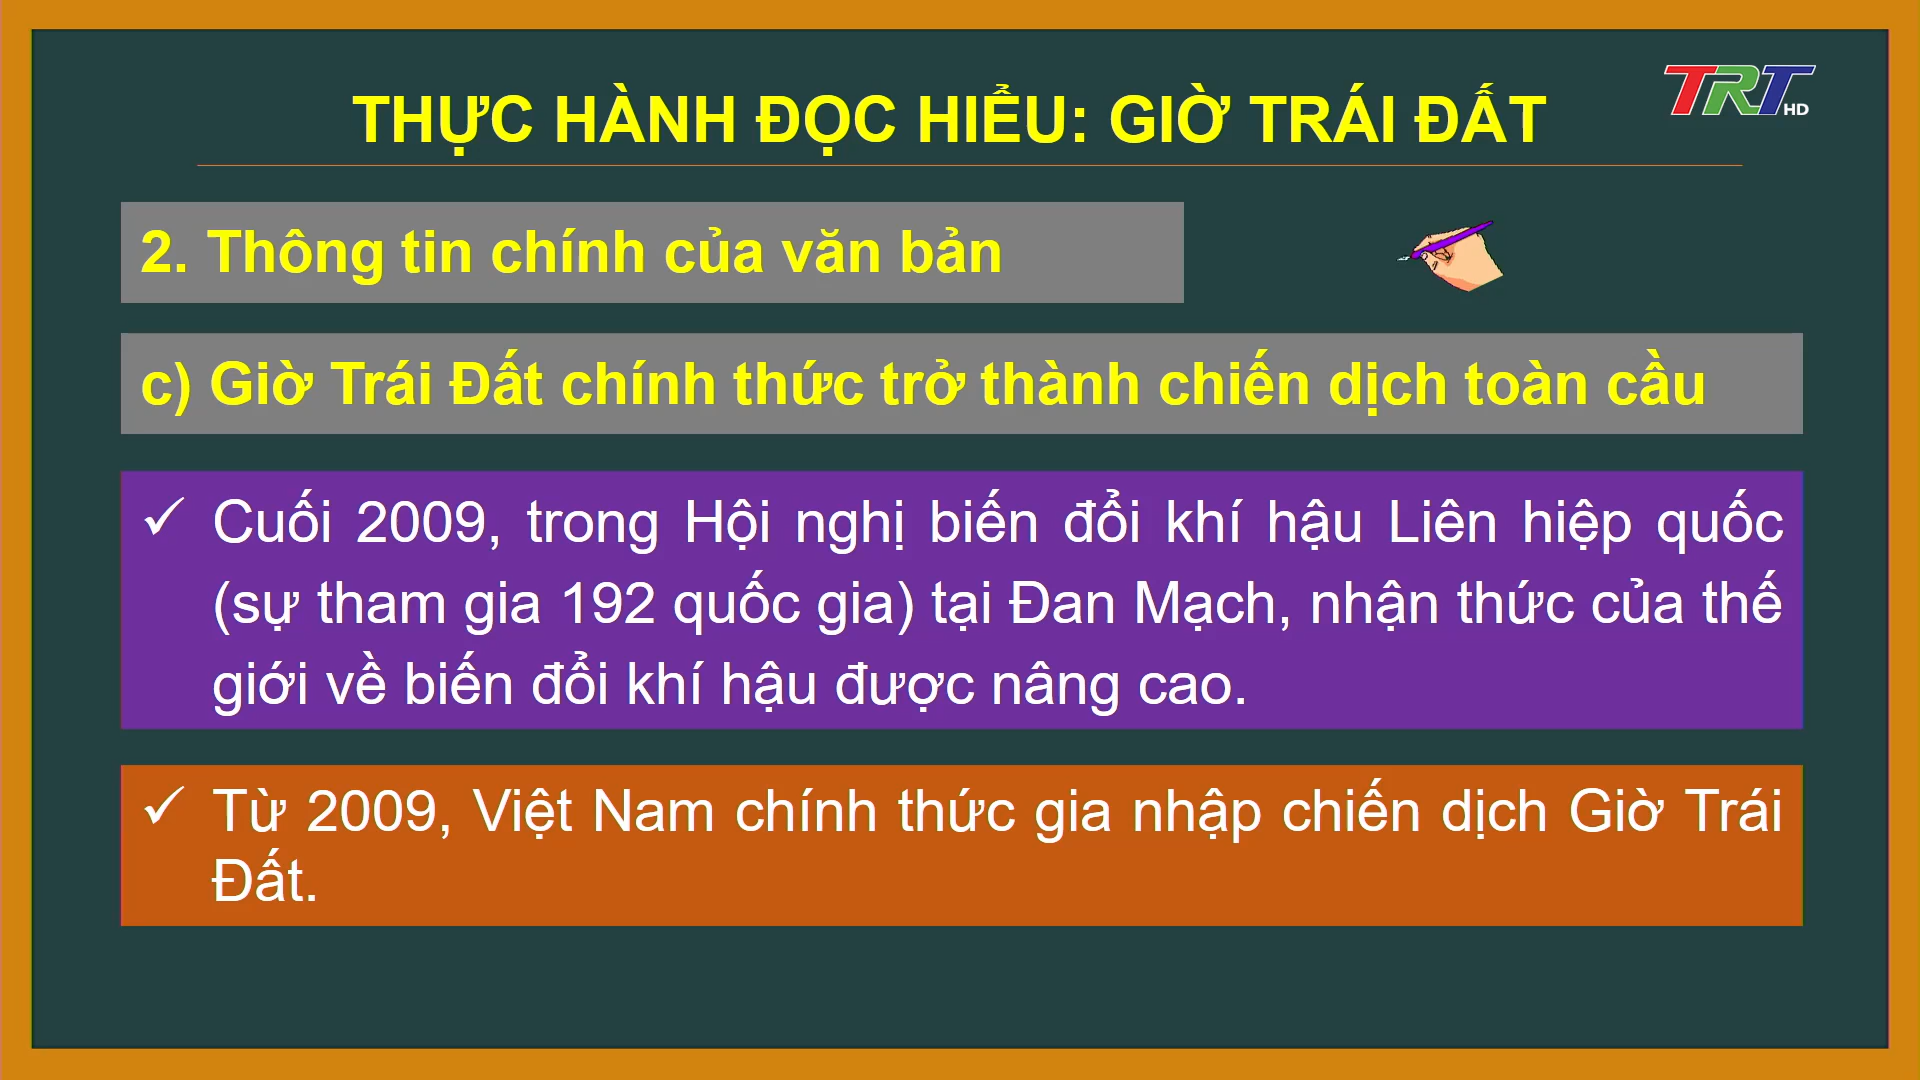 THỰC HÀNH ĐỌC HIỂU: GIỜ TRÁI ĐẤT
TRT HD
2. Thông tin chính của văn bản
c) Giờ Trái Đất chính thức trở thành chiến dịch toàn cầu
✓ Cuối 2009, trong Hội nghị biến đổi khí hậu Liên hiệp quốc
(sự tham gia 192 quốc gia) tại Đan Mạch, nhận thức của thế
giới về biến đổi khí hậu được nâng cao.
✓ Từ 2009, Việt Nam chính thức gia nhập chiến dịch Giờ Trái
Đất.